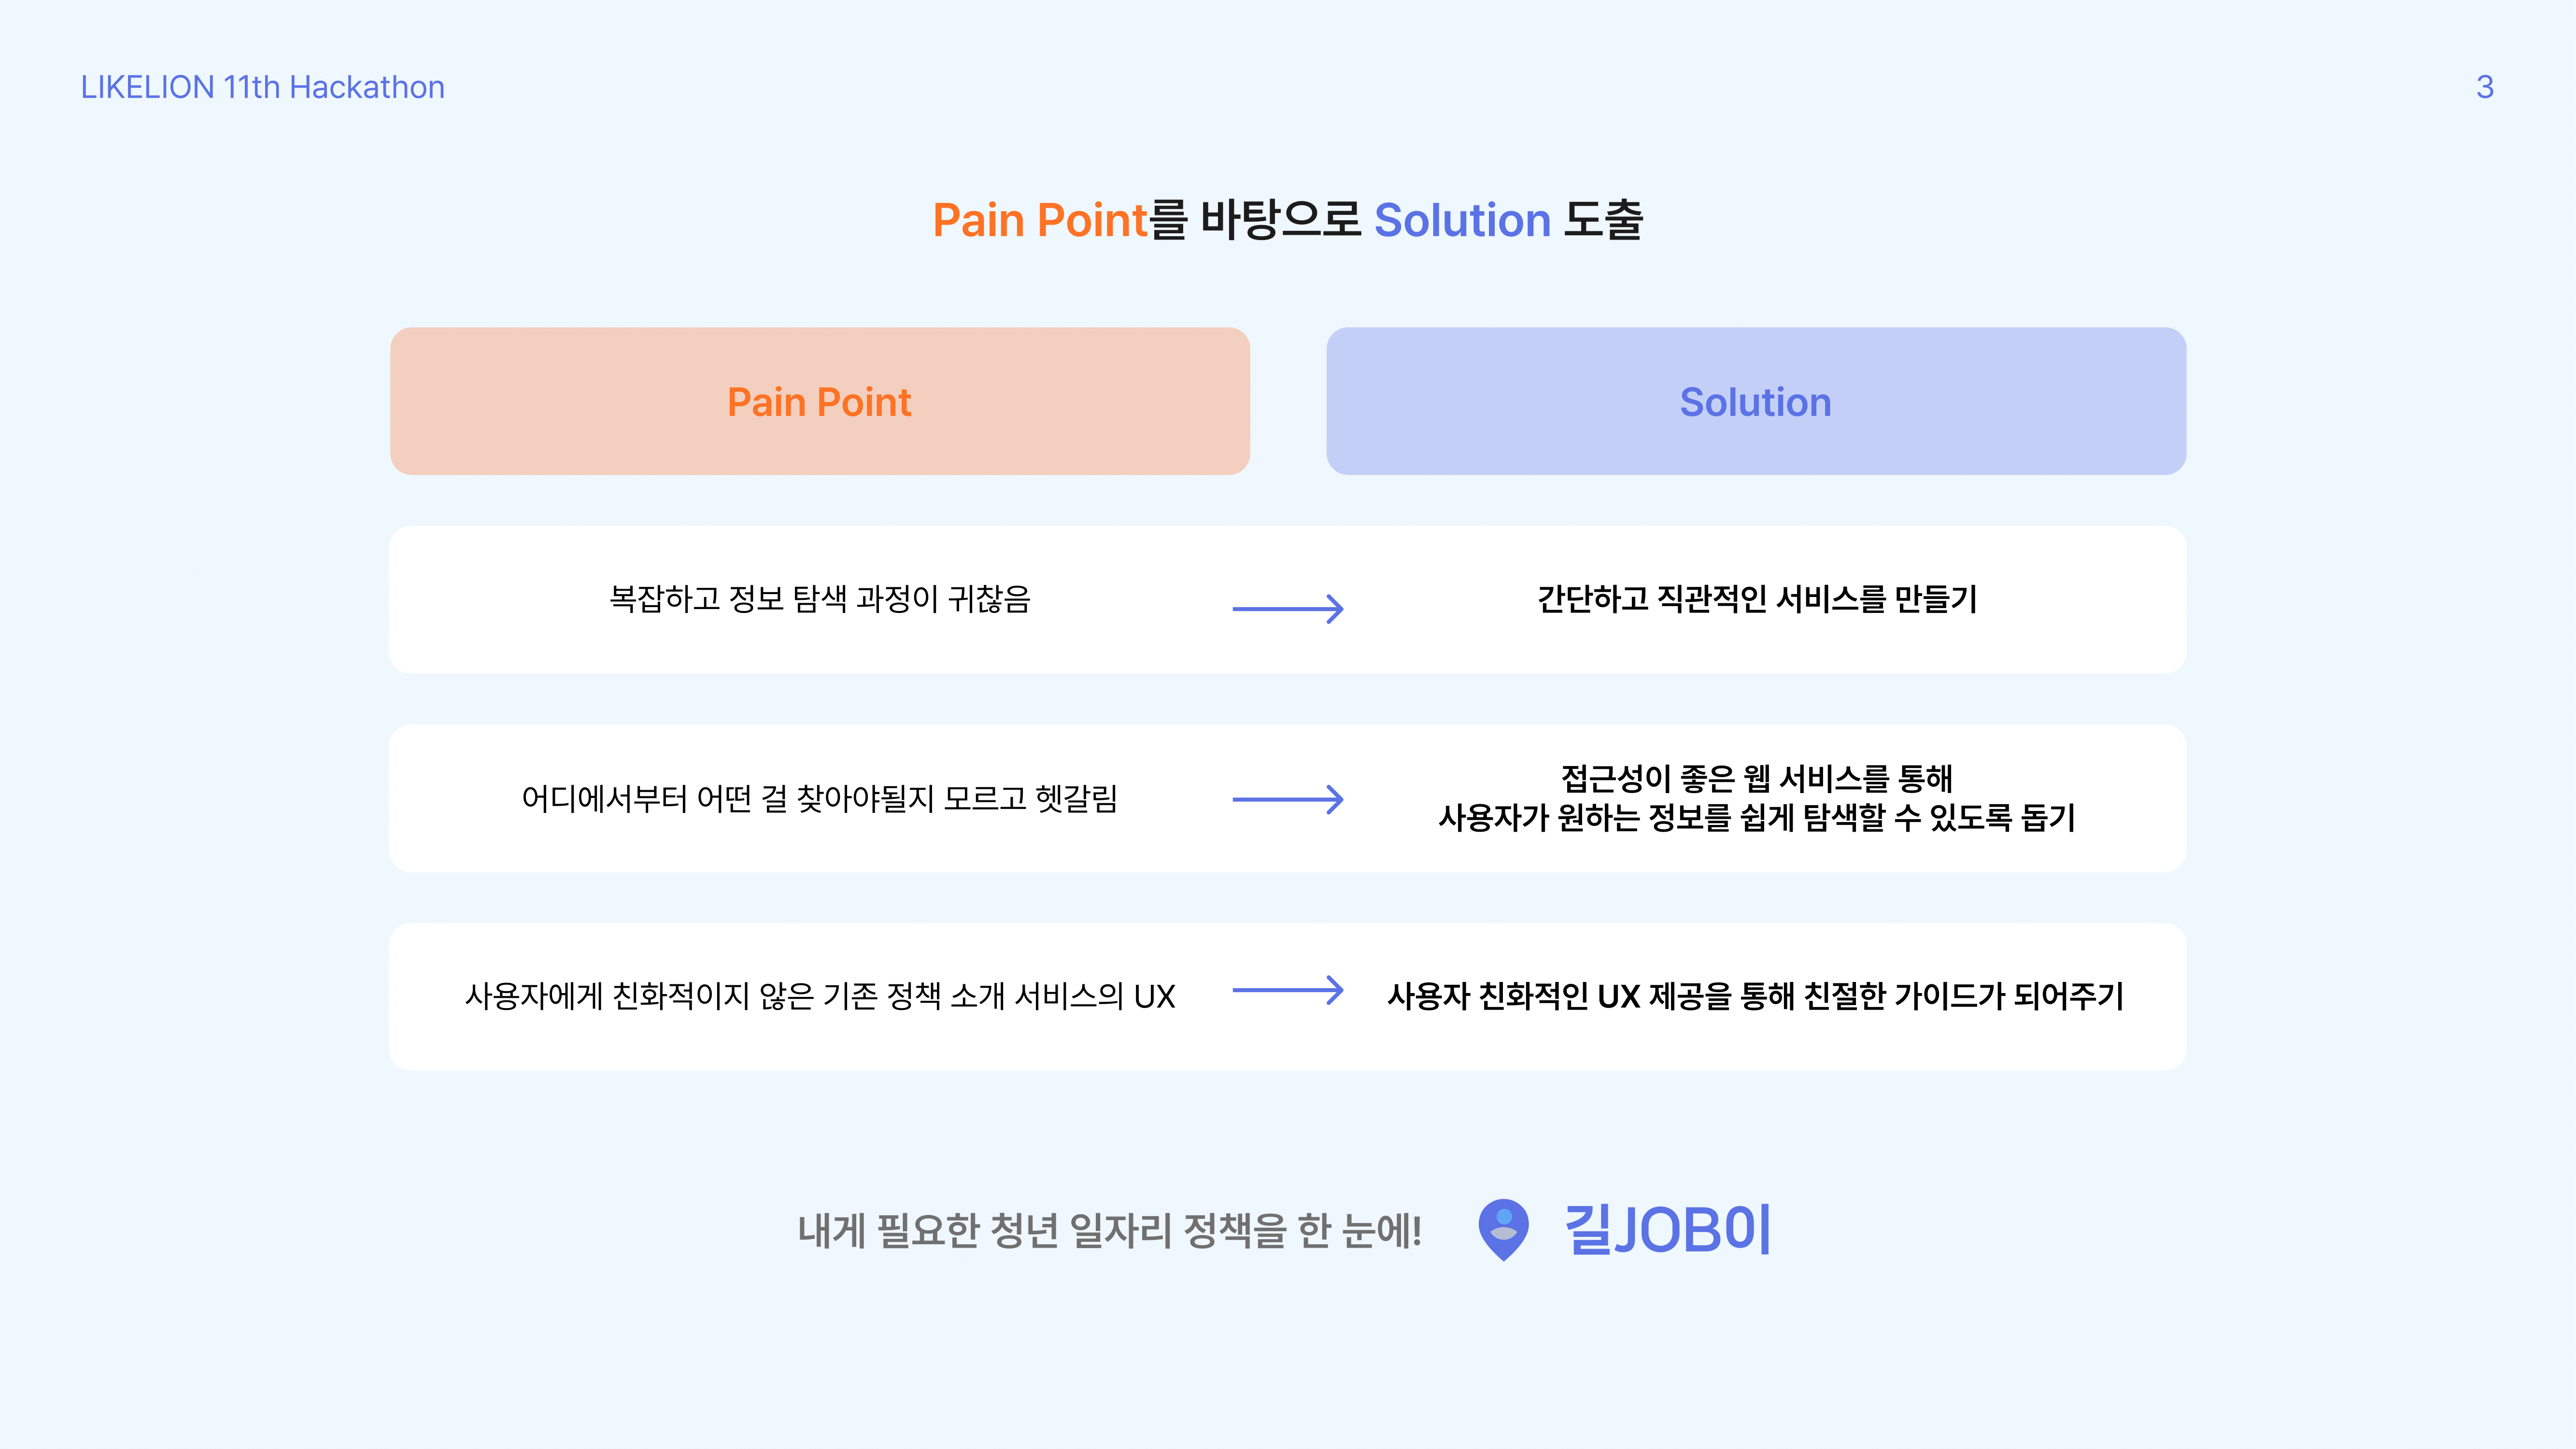 LIKELION 11th Hackathon
3
Pain Point를 바탕으로 Solution 도출
Pain Point
Solution
복잡하고 정보 탐색 과정이 귀찮음
간단하고 직관적인 서비스를 만들기
어디에서부터 어떤 걸 찾아야될지 모르고 헷갈림
접근성이 좋은 웹 서비스를 통해
사용자가 원하는 정보를 쉽게 탐색할 수 있도록 돕기
사용자에게 친화적이지 않은 기존 정책 소개 서비스의 UX
사용자 친화적인 UX 제공을 통해 친절한 가이드가 되어주기
내게 필요한 청년 일자리 정책을 한 눈에!
길JOB이